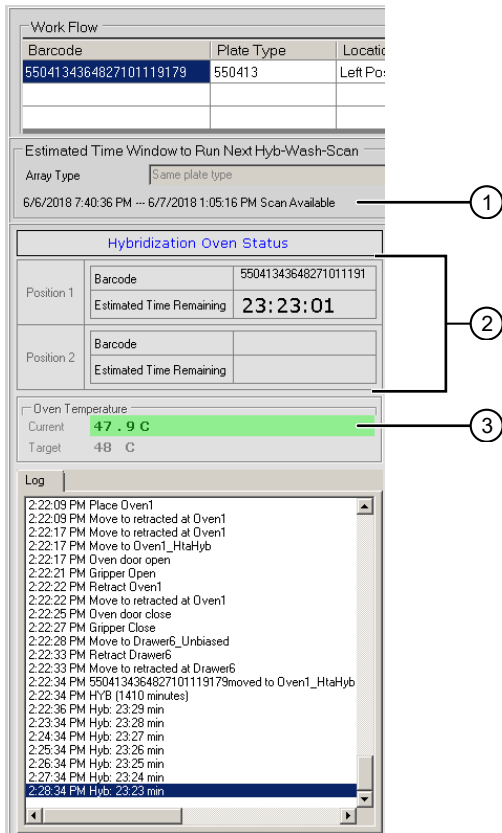 Work Flow
Barcode Plate Type Locatio
5504134364827101119179 550413 Left Pos
Estimated Time Window to Run Next Hyb-Wash-Scan
Array Type Same plate type
6/6/2018 7:40:36 PM --- 6/7/2018 1:05:16 PM Scan Available 1
Hybridization Oven Status
Position 1 Barcode 55041343648271011191
Estimated Time Remaining 23:23:01
2
Position 2 Barcode
Estimated Time Remaining
Oven Temperature
Current 47.9 C 3
Target 48 C
Log
2:22:09 PM Place Oven1
2:22:09 PM Move to retracted at Oven1
2:22:17 PM Move to retracted at Oven1
2:22:17 PM Move to Oven1_HtaHyb
2:22:17 PM Oven door open
2:22:21 PM Gripper Open
2:22:22 PM Retract Oven1
2:22:22 PM Move to retracted at Oven1
2:22:25 PM Oven door close
2:22:27 PM Gripper Close
2:22:28 PM Move to Drawer6_Unbiased
2:22:33 PM Retract Drawer6
2:22:33 PM Move to retracted at Drawer6
2:22:34 PM 5504134364827101119179moved to Oven1_HtaHyb
2:22:34 PM HYB (1410 minutes)
2:22:36 PM Hyb: 23:29 min
2:23:34 PM Hyb: 23:28 min
2:24:34 PM Hyb: 23:27 min
2:25:34 PM Hyb: 23:26 min
2:26:34 PM Hyb: 23:25 min
2:27:34 PM Hyb: 23:24 min
2:28:34 PM Hyb: 23:23 min